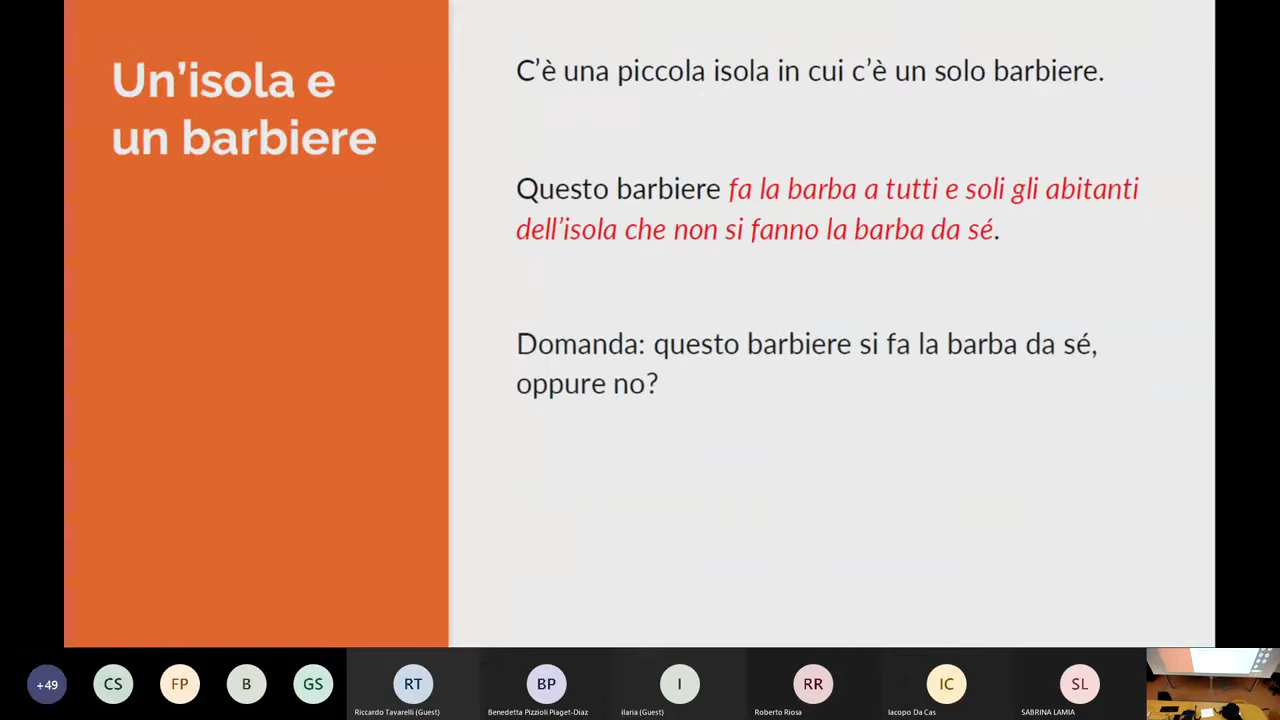 Un’isola e
un barbiere
C’è una piccola isola in cui c’è un solo barbiere.
Questo barbiere fa la barba a tutti e soli gli abitanti
dell’isola che non si fanno la barba da sé.
Domanda: questo barbiere si fa la barba da sé,
oppure no?
+49
CS
FP
B
GS
RT
BP
I
RR
IC
SL
Riccardo Tavarelli (Guest)
Benedetta Pizzioli Piaget-Diaz
ilaria (Guest)
Roberto Riosa
Iacopo Da Cas
SABRINA LAMIA